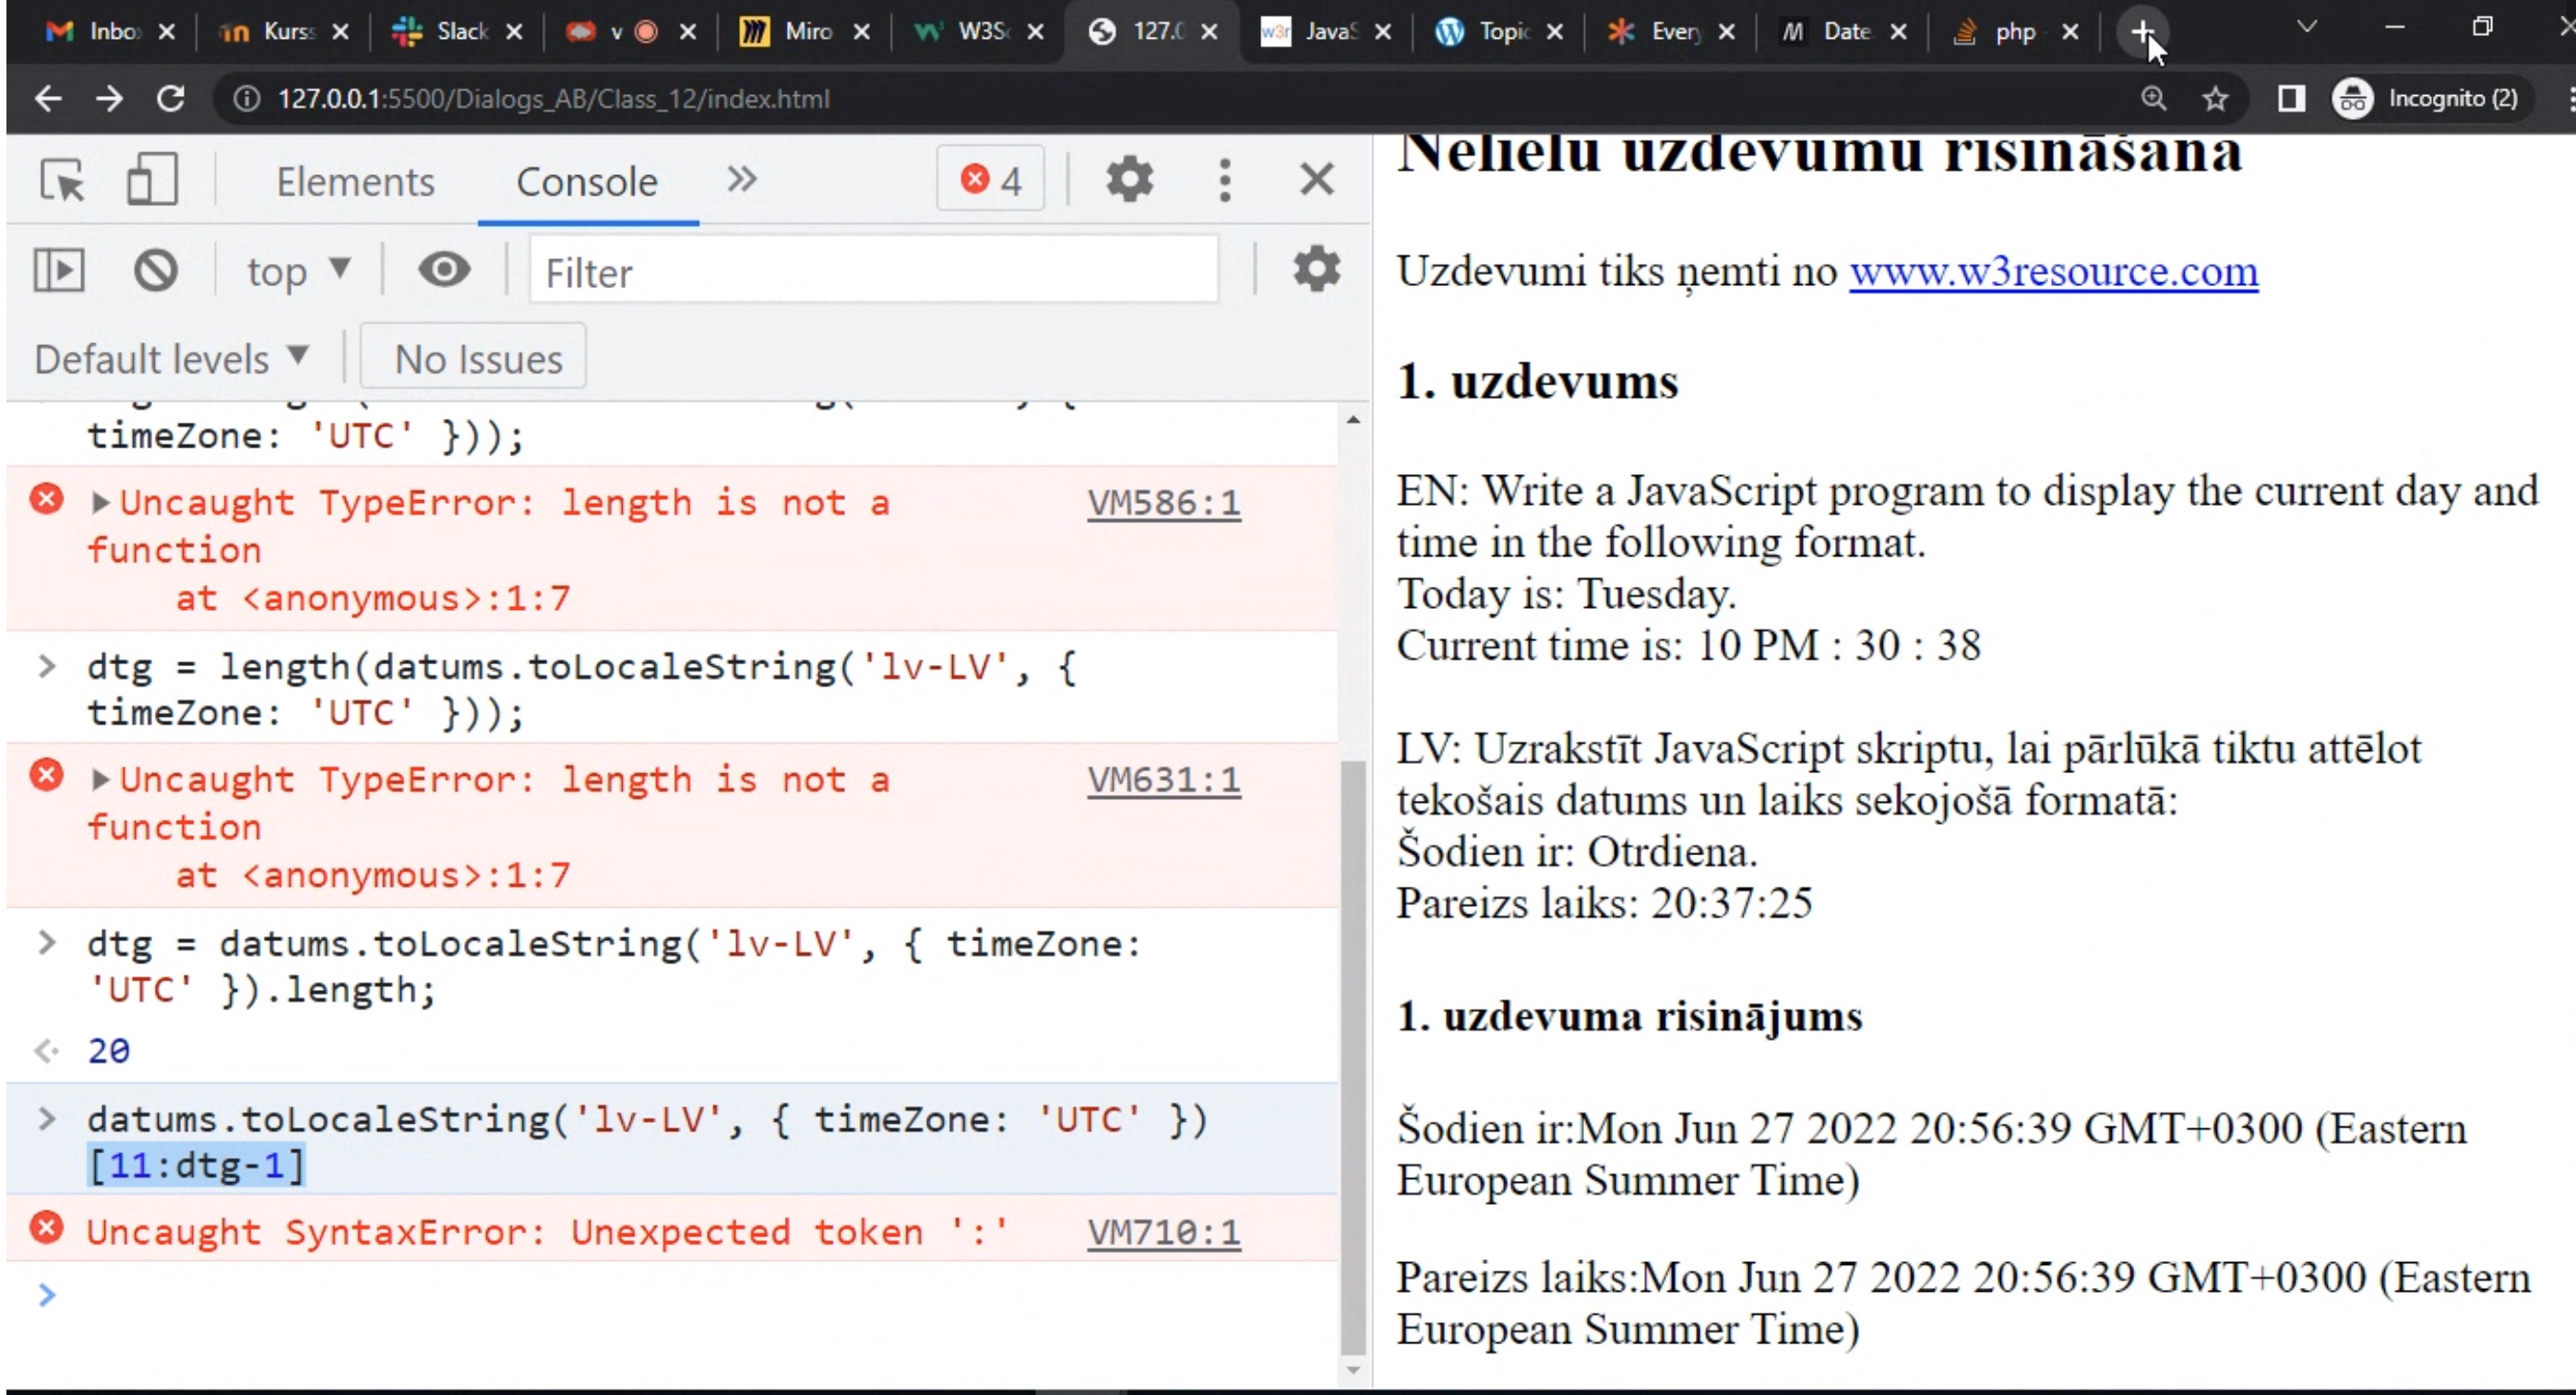 Inbo
Kurs
Slack
v
Miro
W3S
127.0
Java
Topic
Every
Date
php
127.0.0.1:5500/Dialogs_AB/Class_12/index.html
Incognito (2)
Elements
Console
4
top
Filter
Default levels
No Issues
timeZone: 'UTC' }));
Uncaught TypeError: length is not a
VM586:1
function
at <anonymous>:1:7
dtg = length(datums.toLocaleString('lv-LV', {
timeZone: 'UTC' }));
Uncaught TypeError: length is not a
VM631:1
function
at <anonymous>:1:7
dtg = datums.toLocaleString('lv-LV', { timeZone:
'UTC' }).length;
20
datums.toLocaleString('lv-LV', { timeZone: 'UTC' })
[11:dtg-1]
Uncaught SyntaxError: Unexpected token ':'
VM710:1
Nelielu uzdevumu risināšana
Uzdevumi tiks ņemti no www.w3resource.com
1. uzdevums
EN: Write a JavaScript program to display the current day and
time in the following format.
Today is: Tuesday.
Current time is: 10 PM : 30 : 38
LV: Uzrakstīt JavaScript skriptu, lai pārlūkā tiktu attēlot
tekošais datums un laiks sekojošā formatā:
Šodien ir: Otrdiena.
Pareizs laiks: 20:37:25
1. uzdevuma risinājums
Šodien ir:Mon Jun 27 2022 20:56:39 GMT+0300 (Eastern
European Summer Time)
Pareizs laiks:Mon Jun 27 2022 20:56:39 GMT+0300 (Eastern
European Summer Time)